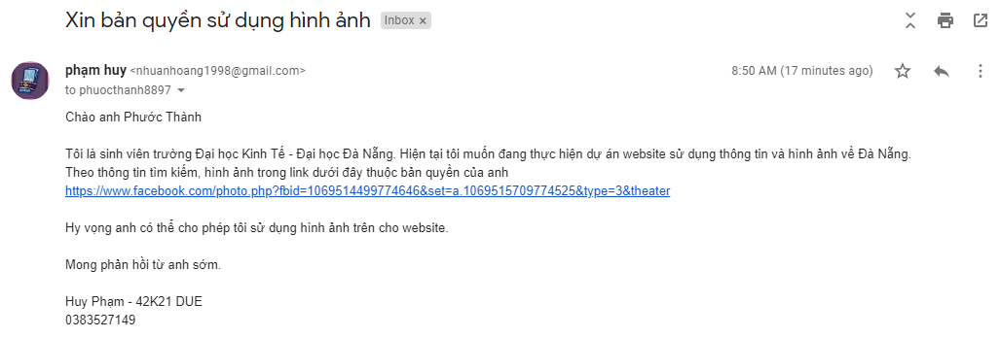 Xin bản quyền sử dụng hình ảnh Inbox ×
phạm huy <nhuanhoang1998@gmail.com> 8:50 AM (17 minutes ago)
to phuocthanh8897
Chào anh Phước Thành
Tôi là sinh viên trường Đại học Kinh Tế - Đại học Đà Nẵng. Hiện tại tôi muốn đang thực hiện dự án website sử dụng thông tin và hình ảnh về Đà Nẵng.
Theo thông tin tìm kiếm, hình ảnh trong link dưới đây thuộc bản quyền của anh
https://www.facebook.com/photo.php?fbid=1069514499774646&set=a.1069515709774525&type=3&theater
Hy vọng anh có thể cho phép tôi sử dụng hình ảnh trên cho website.
Mong phản hồi từ anh sớm.
Huy Phạm - 42K21 DUE
0383527149